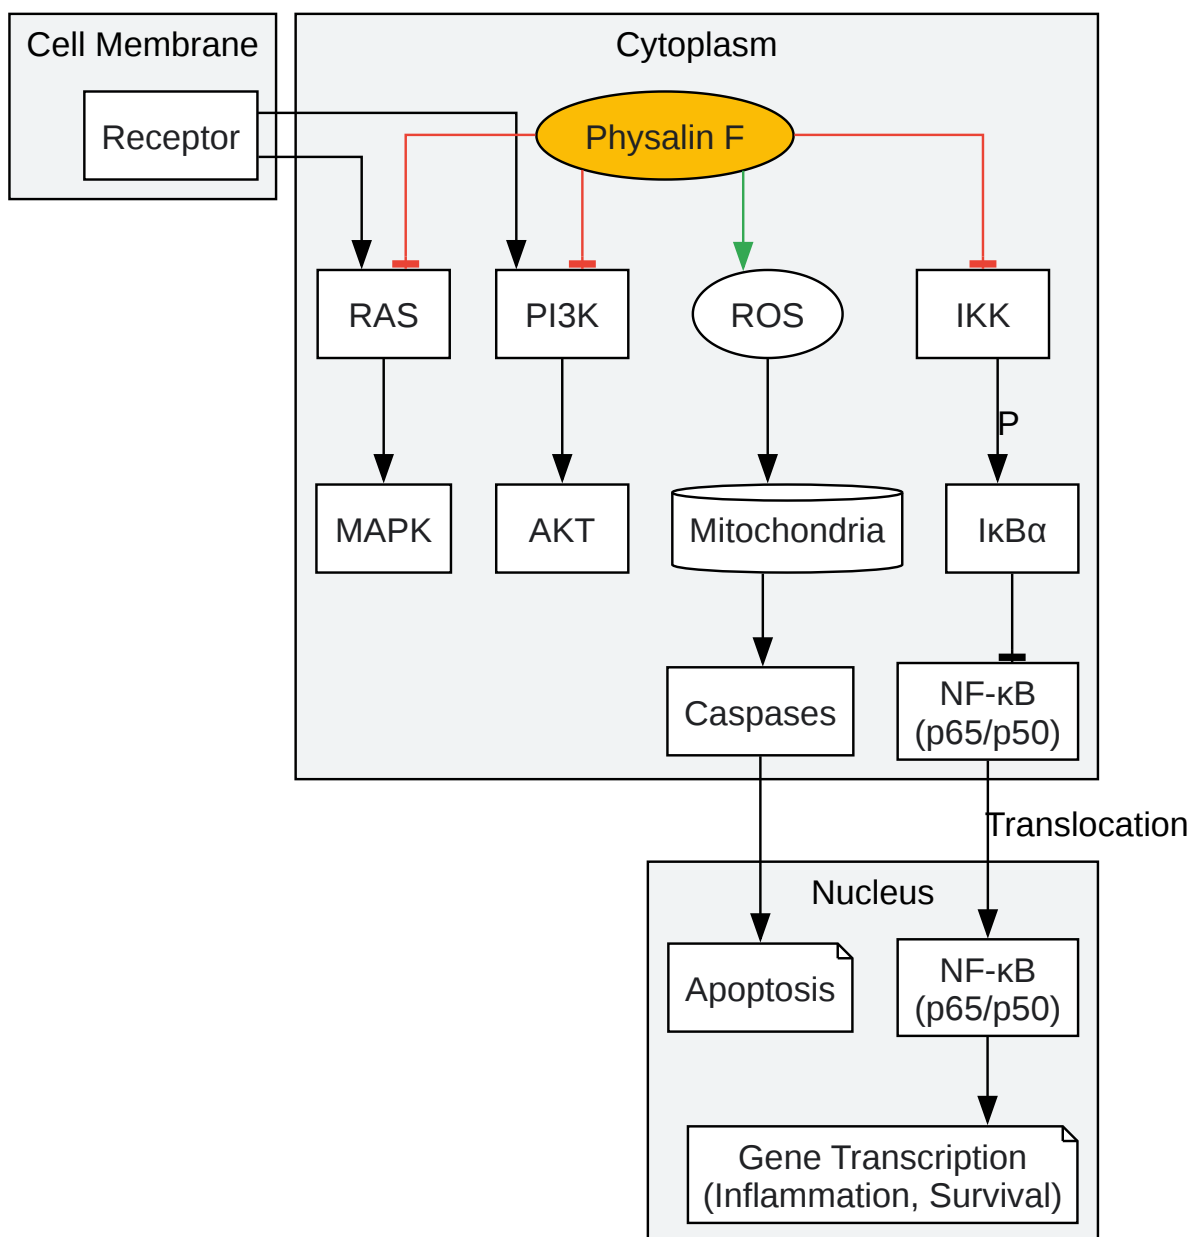 Cell Membrane
Cytoplasm
Receptor
Physalin F
RAS
PI3K
ROS
IKK
P
MAPK
AKT
Mitochondria
IκBα
Caspases
NF-κB
(p65/p50)
Translocation
Nucleus
Apoptosis
NF-κB
(p65/p50)
Gene Transcription
(Inflammation, Survival)